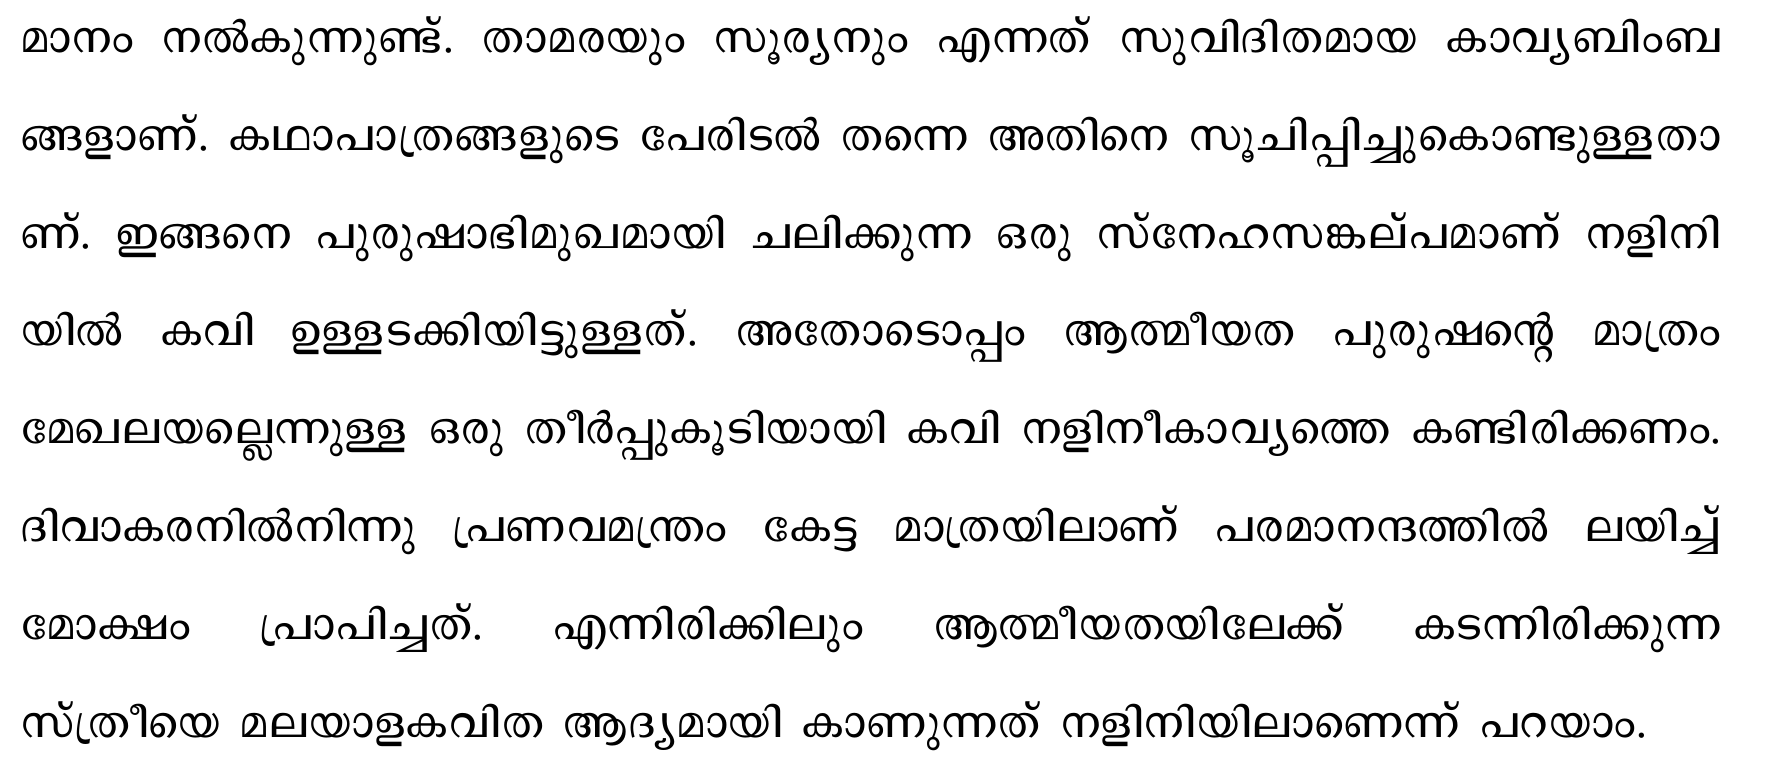 മാനം നൽകുന്നുണ്ട്. താമരയും സൂര്യനും എന്നത് സുവിദിതമായ കാവ്യബിംബ
ങ്ങളാണ്. കഥാപാത്രങ്ങളുടെ പേരിടൽ തന്നെ അതിനെ സൂചിപ്പിച്ചുകൊണ്ടുള്ളതാ
ണ്. ഇങ്ങനെ പുരുഷാഭിമുഖമായി ചലിക്കുന്ന ഒരു സ്നേഹസങ്കല്പമാണ് നളിനി
യിൽ കവി ഉള്ളടക്കിയിട്ടുള്ളത്. അതോടൊപ്പം ആത്മീയത പുരുഷന്റെ മാത്രം
മേഖലയല്ലെന്നുള്ള ഒരു തീർപ്പുകൂടിയായി കവി നളിനീകാവ്യത്തെ കണ്ടിരിക്കണം.
ദിവാകരനിൽനിന്നു പ്രണവമന്ത്രം കേട്ട മാത്രയിലാണ് പരമാനന്ദത്തിൽ ലയിച്ച്
മോക്ഷം പ്രാപിച്ചത്. എന്നിരിക്കിലും ആത്മീയതയിലേക്ക് കടന്നിരിക്കുന്ന
സ്ത്രീയെ മലയാളകവിത ആദ്യമായി കാണുന്നത് നളിനിയിലാണെന്ന് പറയാം.